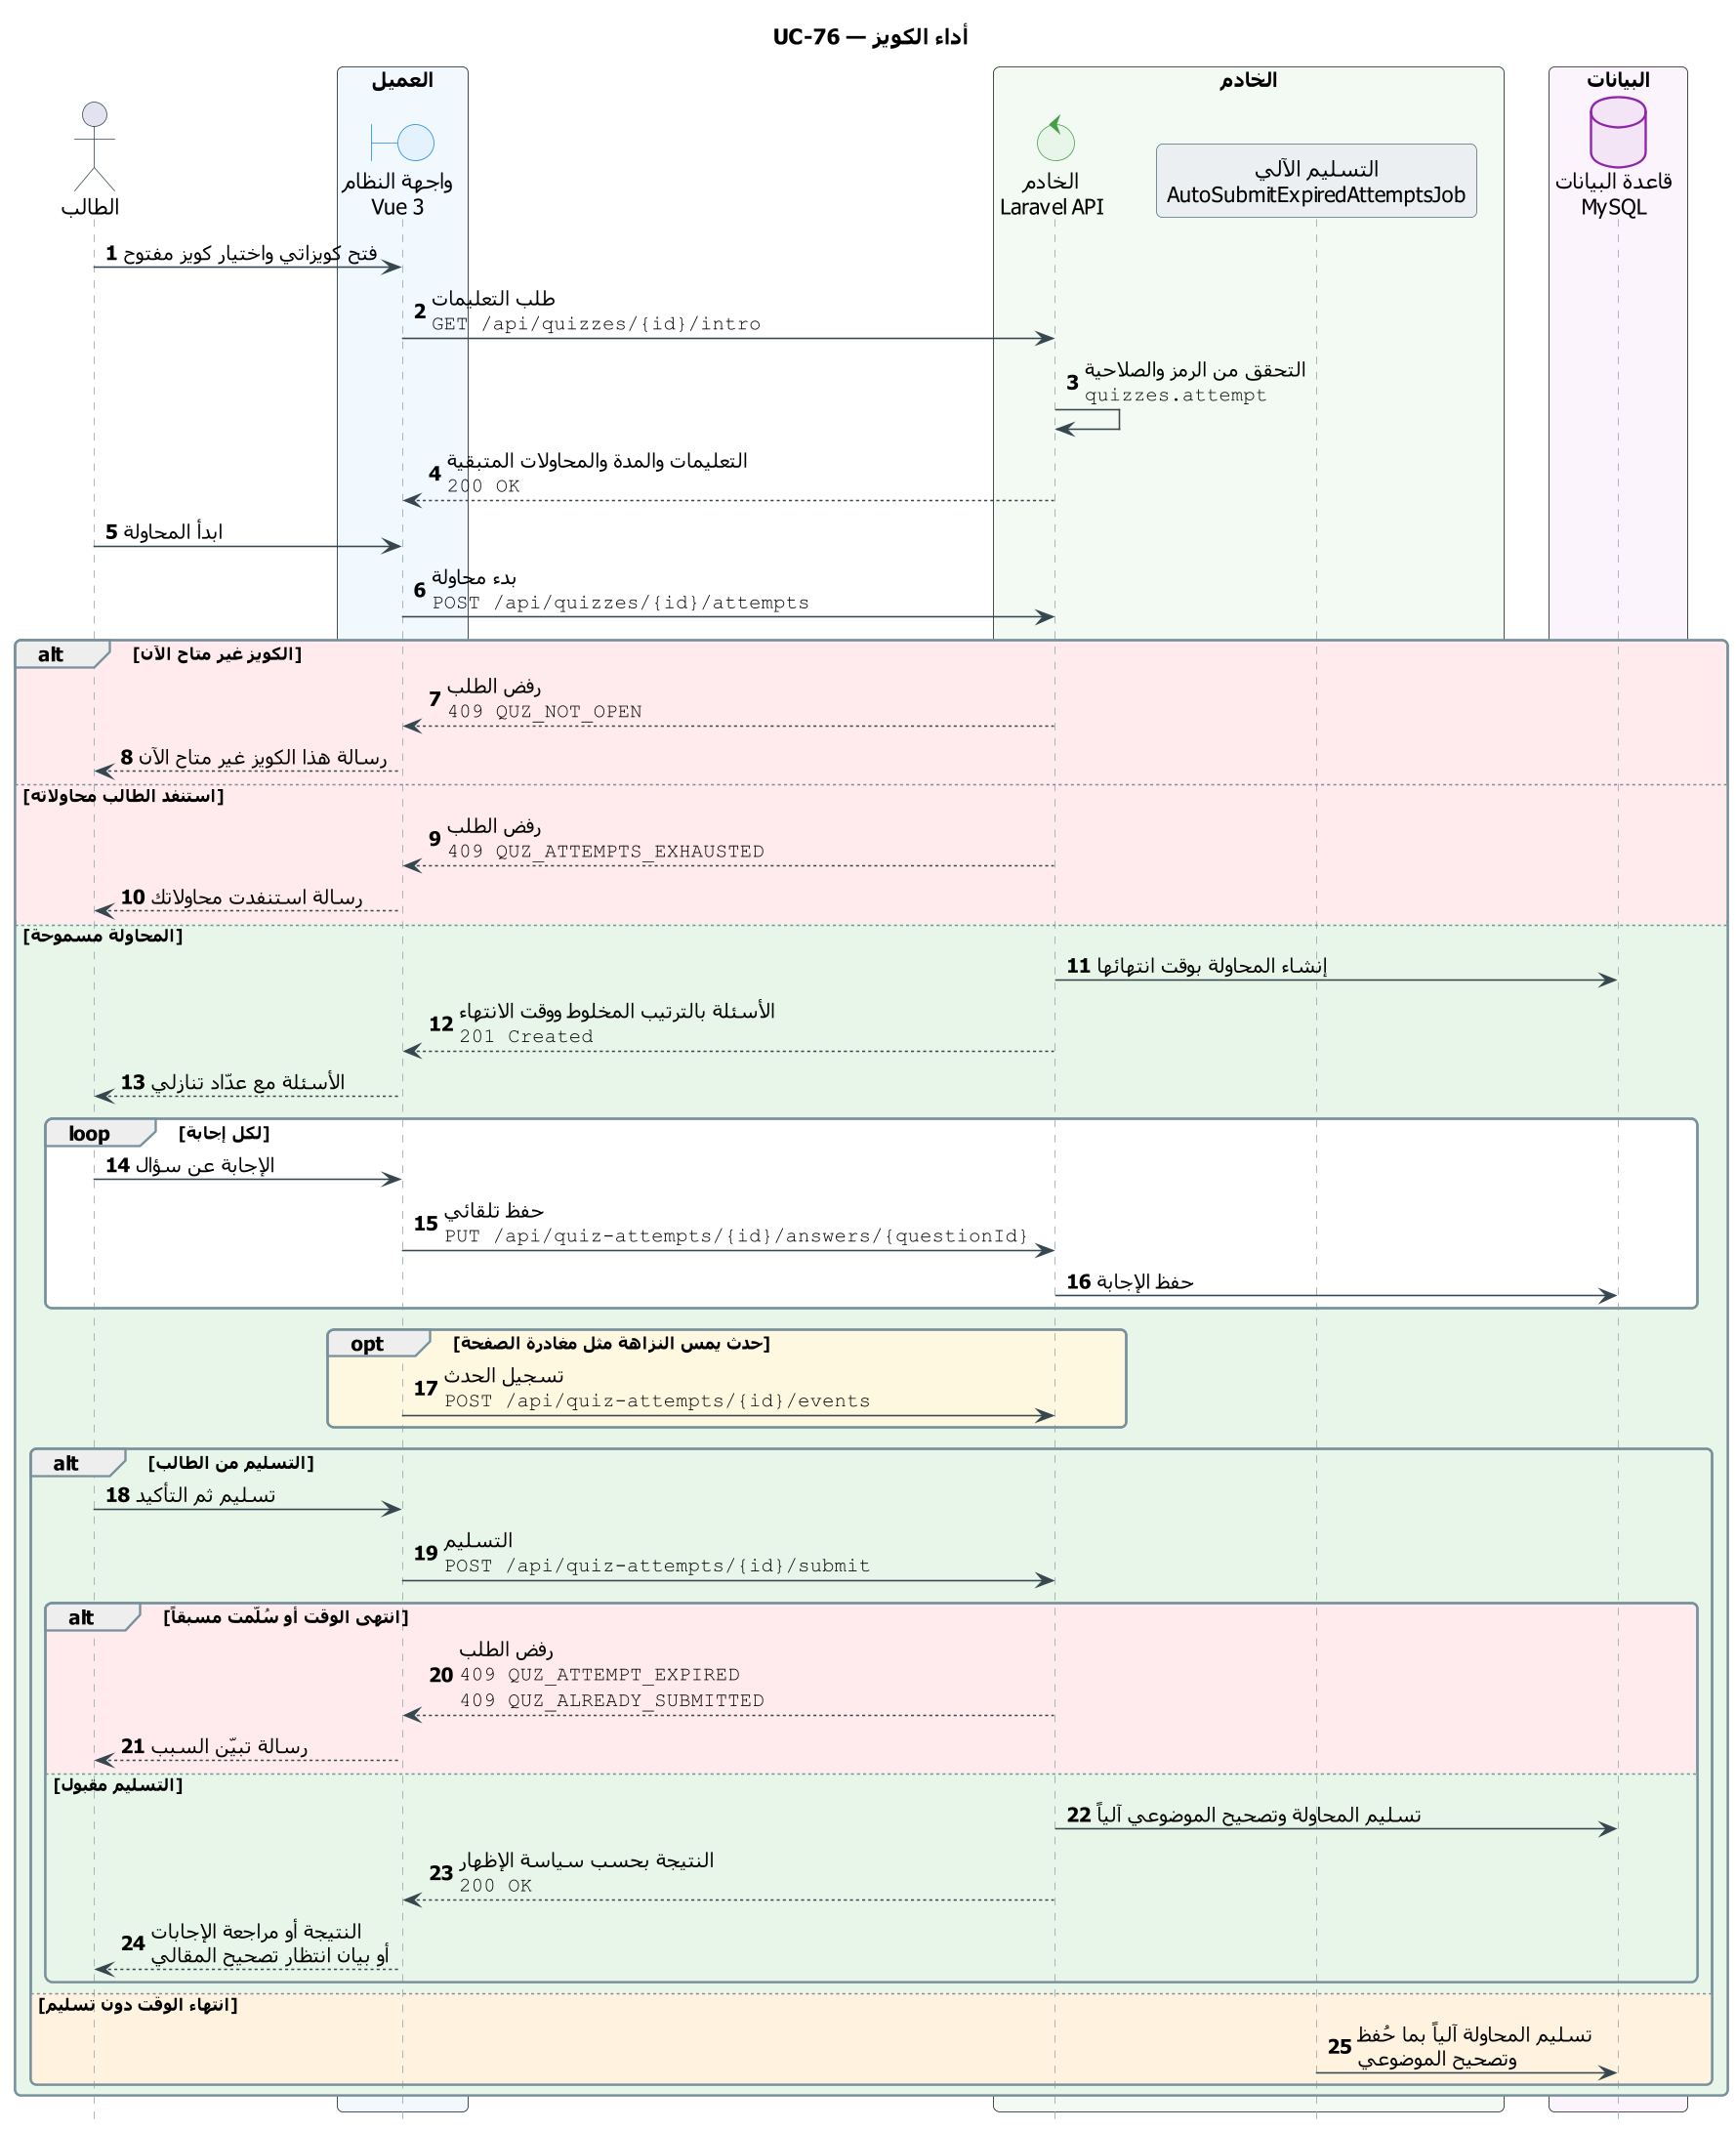 UC-76 — أداء الكويز
العميل
الخادم
البيانات
الطالب
واجهة النظام
Vue 3
الخادم
Laravel API
التسليم الآلي
AutoSubmitExpiredAttemptsJob
قاعدة البيانات
MySQL
1 فتح كويزاتي واختيار كويز مفتوح
2 طلب التعليمات
GET /api/quizzes/{id}/intro
3 التحقق من الرمز والصلاحية
quizzes.attempt
4 التعليمات والمدة والمحاولات المتبقية
200 OK
5 ابدأ المحاولة
6 بدء محاولة
POST /api/quizzes/{id}/attempts
alt [الكويز غير متاح الآن]
7 رفض الطلب
409 QUZ_NOT_OPEN
8 رسالة هذا الكويز غير متاح الآن
[استنفد الطالب محاولاته]
9 رفض الطلب
409 QUZ_ATTEMPTS_EXHAUSTED
10 رسالة استنفدت محاولاتك
[المحاولة مسموحة]
11 إنشاء المحاولة بوقت انتهائها
12 الأسئلة بالترتيب المخلوط ووقت الانتهاء
201 Created
13 الأسئلة مع عدّاد تنازلي
loop [لكل إجابة]
14 الإجابة عن سؤال
15 حفظ تلقائي
PUT /api/quiz-attempts/{id}/answers/{questionId}
16 حفظ الإجابة
opt [حدث يمس النزاهة مثل مغادرة الصفحة]
17 تسجيل الحدث
POST /api/quiz-attempts/{id}/events
alt [التسليم من الطالب]
18 تسليم ثم التأكيد
19 التسليم
POST /api/quiz-attempts/{id}/submit
alt [انتهى الوقت أو سُلّمت مسبقاً]
20 رفض الطلب
409 QUZ_ATTEMPT_EXPIRED
409 QUZ_ALREADY_SUBMITTED
21 رسالة تبيّن السبب
[التسليم مقبول]
22 تسليم المحاولة وتصحيح الموضوعي آلياً
23 النتيجة بحسب سياسة الإظهار
200 OK
24 النتيجة أو مراجعة الإجابات
أو بيان انتظار تصحيح المقالي
[انتهاء الوقت دون تسليم]
25 تسليم المحاولة آلياً بما حُفظ
وتصحيح الموضوعي